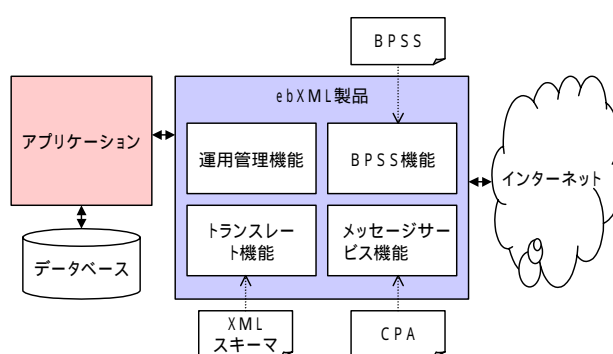 BPSS
ebXML製品
アプリケーション
運用管理機能
BPSS機能
インターネット
トランスレー
ト機能
メッセージサー
ビス機能
データベース
XML
スキーマ
CPA